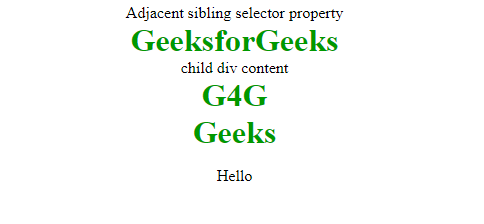 Adjacent sibling selector property
GeeksforGeeks
child div content
G4G
Geeks
Hello